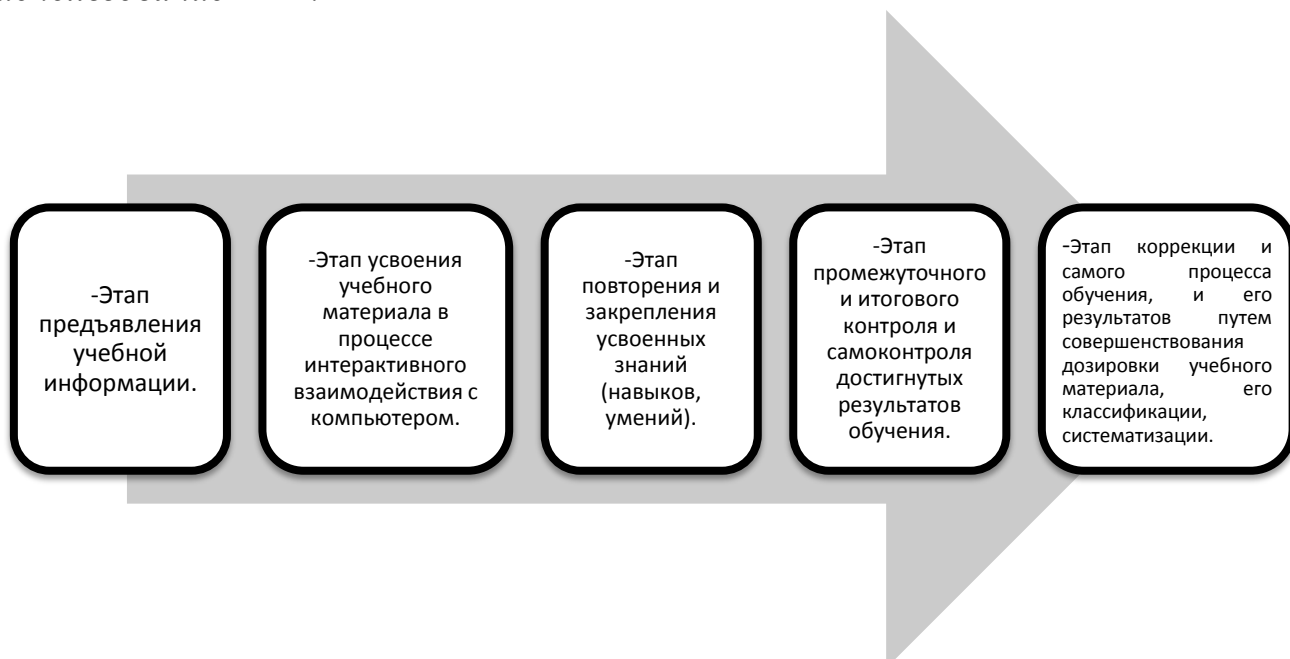 -Этап
предъявления
учебной
информации.
-Этап усвоения
учебного
материала в
процессе
интерактивного
взаимодействия с
компьютером.
-Этап
повторения и
закрепления
усвоенных
знаний
(навыков,
умений).
-Этап
промежуточного
и итогового
контроля и
самоконтроля
достигнутых
результатов
обучения.
-Этап коррекции и
самого процесса
обучения, и его
результатов путем
совершенствования
дозировки учебного
материала, его
классификации,
систематизации.